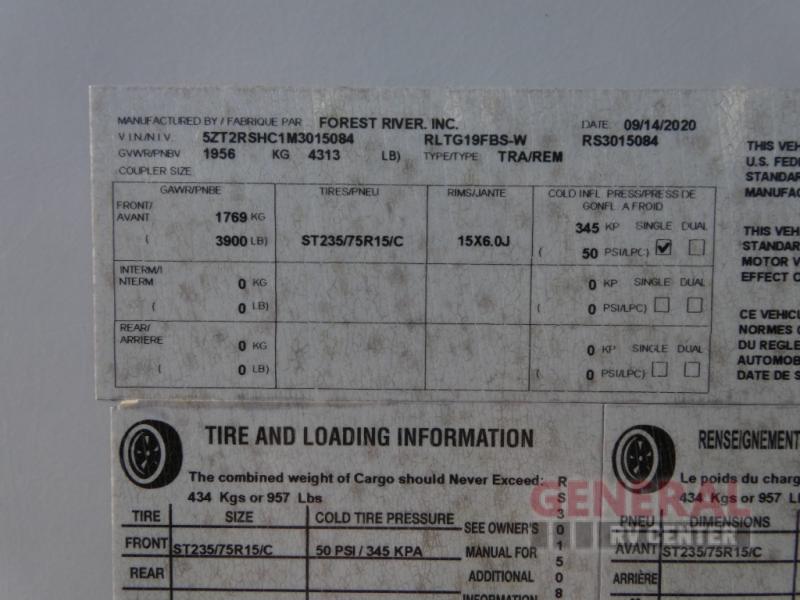 MANUFACTURED BY / FABRIQUE PAR FOREST RIVER. INC. DATE 09/14/2020
V I N / N I V. 5ZT2RSHC1M3015084 RLTG19FBS-W RS3015084
GVWR/PNBV 1956 KG 4313 LB) TYPE/TYPE: TRA/REM
COUPLER SIZE
GAWR/PNBE TIRES/PNEU RIMS/JANTE COLD INFL. PRESS/PRESS DE
GONFL. A FROID
FRONT/
AVANT 1769 KG 345 KP SINGLE DUAL
( 3900 LB) ST235/75R15/C 15X6.0J ( 50 PSI/LPC)
INTERM/I
NTERM 0 KG 0 KP SINGLE DUAL
( 0 LB) ( 0 PSI/LPC)
REAR/
ARRIERE 0 KG 0 KP SINGLE DUAL
( 0 LB) ( 0 PSI/LPC)
THIS VEH
U.S. FEDE
STANDAR
MANUFAC
THIS VEH
STANDAR
MOTOR V
EFFECT O
CE VEHICU
NORMES
DU REGLE
AUTOMOB
DATE DE S
TIRE AND LOADING INFORMATION
The combined weight of Cargo should Never Exceed:
434 Kgs or 957 Lbs
TIRE SIZE COLD TIRE PRESSURE
FRONT ST235/75R15/C 50 PSI / 345 KPA
REAR
SEE OWNER'S
MANUAL FOR
ADDITIONAL
INFORMATION
RS301508
RENSEIGNEMENT
Le poids du charg
434 Kgs or 957 L
PNEU DIMENSIONS
AVANT ST235/75R15/C
ARRIÈRE
GENERAL
RV CENTER